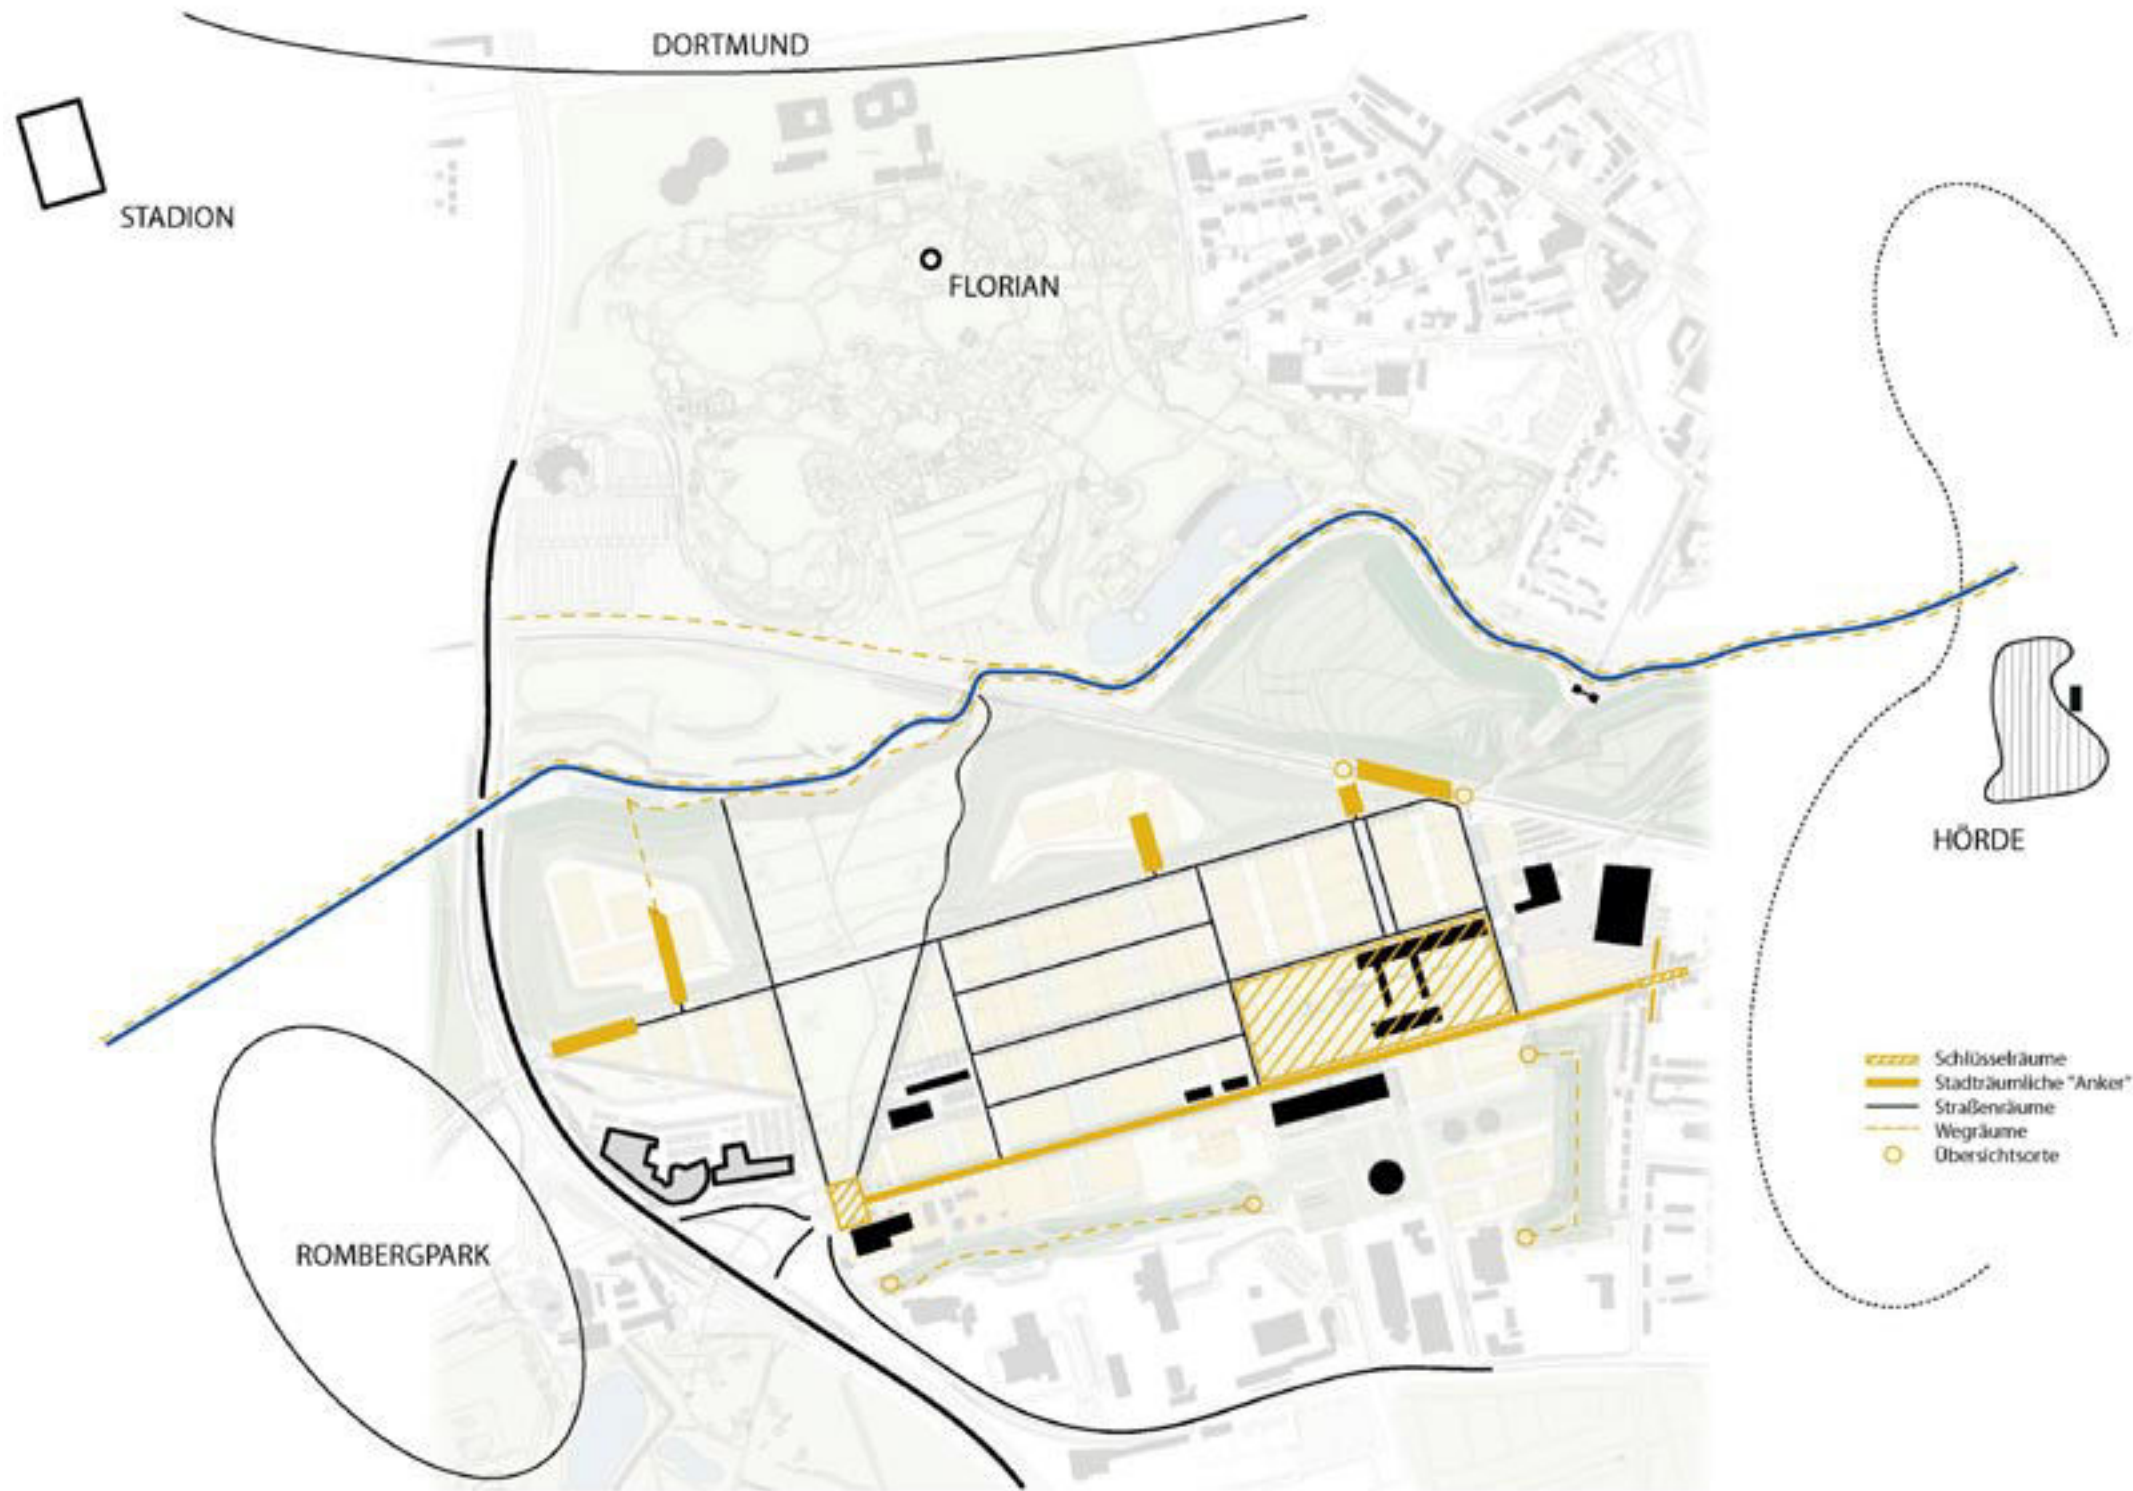 DORTMUND
STADION
FLORIAN
HÖRDE
Schlüsselräume
Stadträumliche "Anker"
Straßenräume
Wegräume
Übersichtsorte
ROMBERGPARK